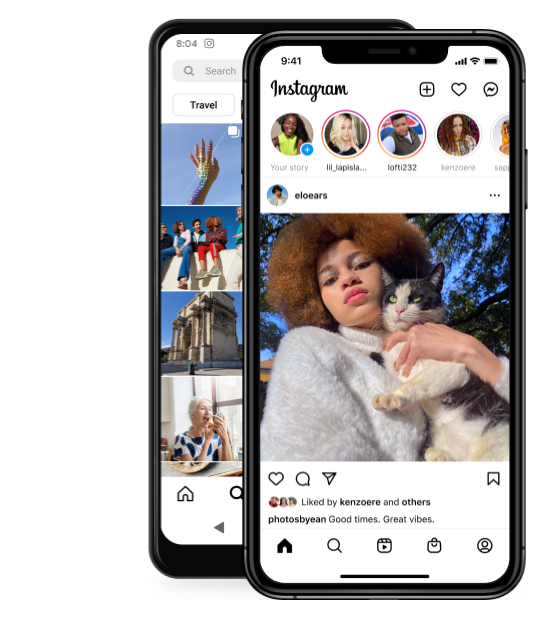 8:04
Search
Travel
9:41
Instagram
Your story
lil_lapisla...
lofti232
kenzoere
sap
eloears
Liked by kenzoere and others
photosbyean Good times. Great vibes.